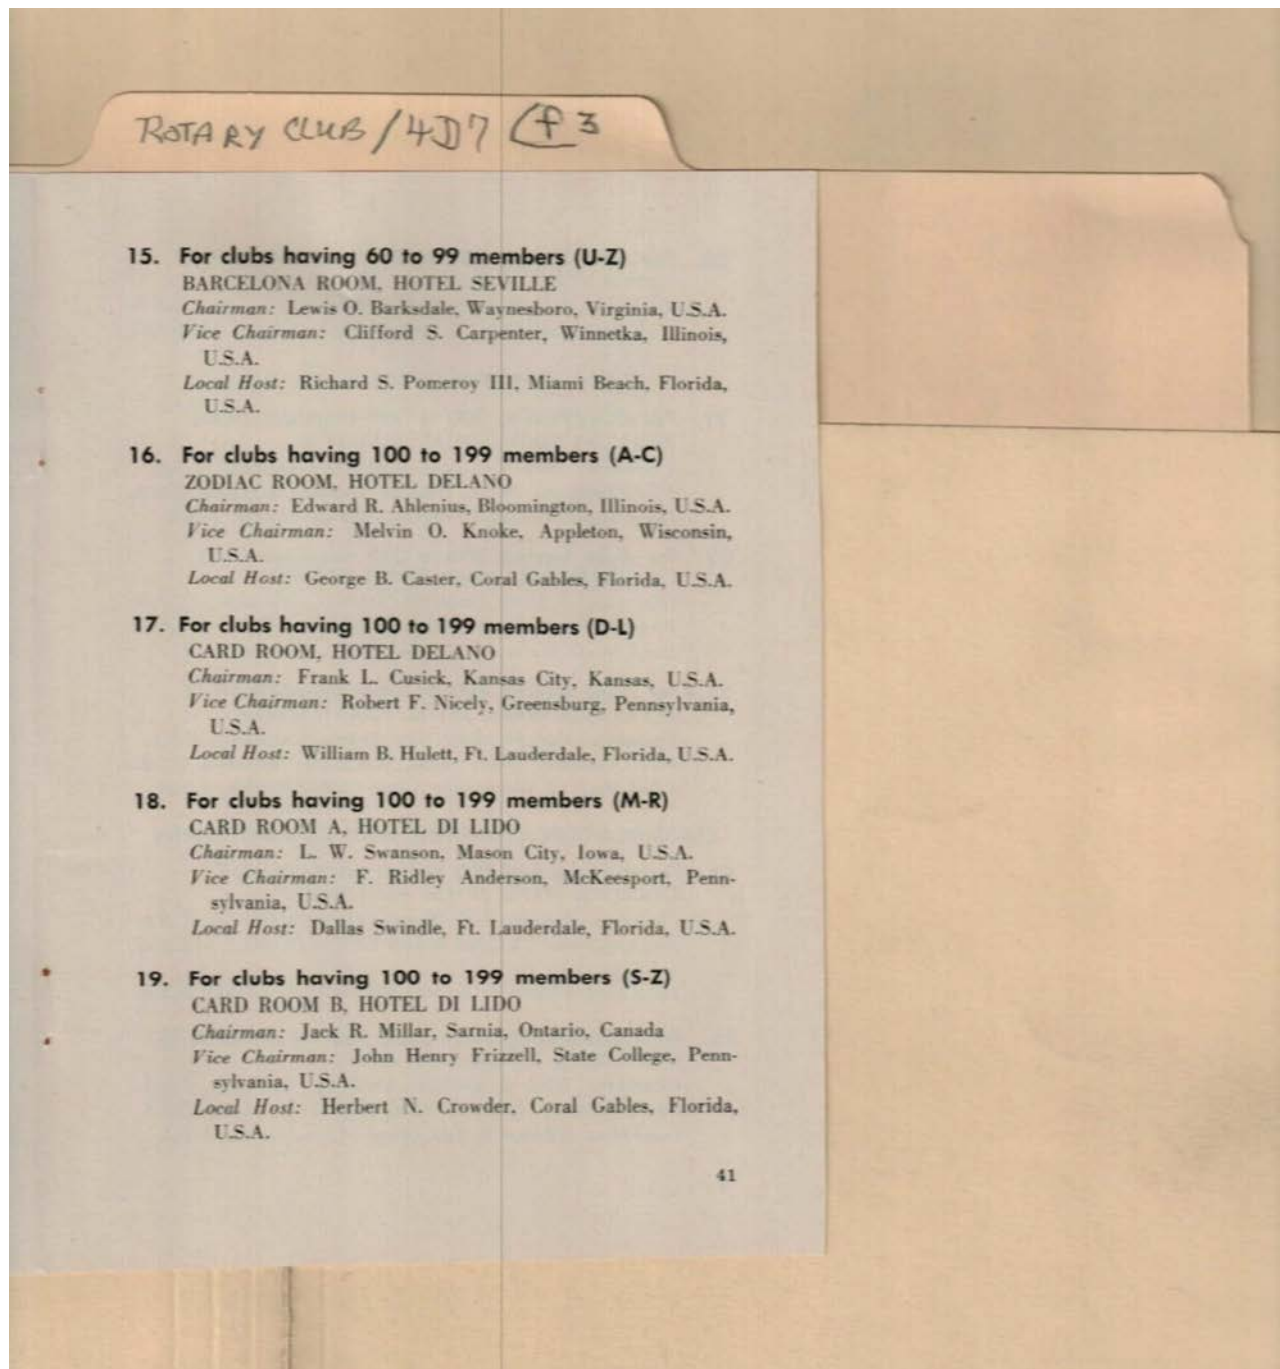 ROTARY CLUB/4D7 f3
15. For clubs having 60 to 99 members (U-Z)
BARCELONA ROOM, HOTEL SEVILLE
Chairman: Lewis O. Barksdale, Waynesboro, Virginia, U.S.A.
Vice Chairman: Clifford S. Carpenter, Winnetka, Illinois,
U.S.A.
Local Host: Richard S. Pomeroy III, Miami Beach, Florida,
U.S.A.
16. For clubs having 100 to 199 members (A-C)
ZODIAC ROOM, HOTEL DELANO
Chairman: Edward R. Ahlenius, Bloomington, Illinois, U.S.A.
Vice Chairman: Melvin O. Knoke, Appleton, Wisconsin,
U.S.A.
Local Host: George B. Caster, Coral Gables, Florida, U.S.A.
17. For clubs having 100 to 199 members (D-L)
CARD ROOM, HOTEL DELANO
Chairman: Frank L. Cusick, Kansas City, Kansas, U.S.A.
Vice Chairman: Robert F. Nicely, Greensburg, Pennsylvania,
U.S.A.
Local Host: William B. Hulett, Ft. Lauderdale, Florida, U.S.A.
18. For clubs having 100 to 199 members (M-R)
CARD ROOM A, HOTEL DI LIDO
Chairman: L. W. Swanson, Mason City, Iowa, U.S.A.
Vice Chairman: F. Ridley Anderson, McKeesport, Penn-
sylvania, U.S.A.
Local Host: Dallas Swindle, Ft. Lauderdale, Florida, U.S.A.
19. For clubs having 100 to 199 members (S-Z)
CARD ROOM B, HOTEL DI LIDO
Chairman: Jack R. Millar, Sarnia, Ontario, Canada
Vice Chairman: John Henry Frizzell, State College, Penn-
sylvania, U.S.A.
Local Host: Herbert N. Crowder, Coral Gables, Florida,
U.S.A.
41